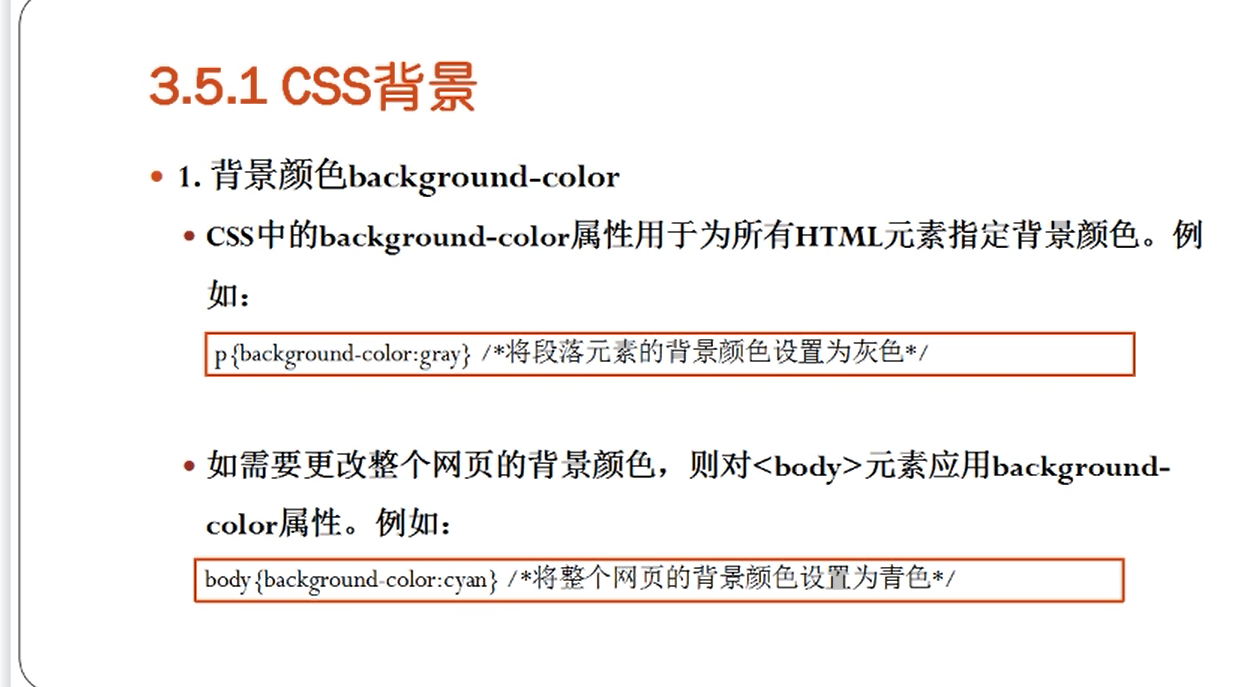 3.5.1 CSS背景
1. 背景颜色background-color
CSS中的background-color属性用于为所有HTML元素指定背景颜色。例
如：
p{background-color:gray} /*将段落元素的背景颜色设置为灰色*/
如需要更改整个网页的背景颜色，则对<body>元素应用background-
color属性。例如：
body{background-color:cyan} /*将整个网页的背景颜色设置为青色*/